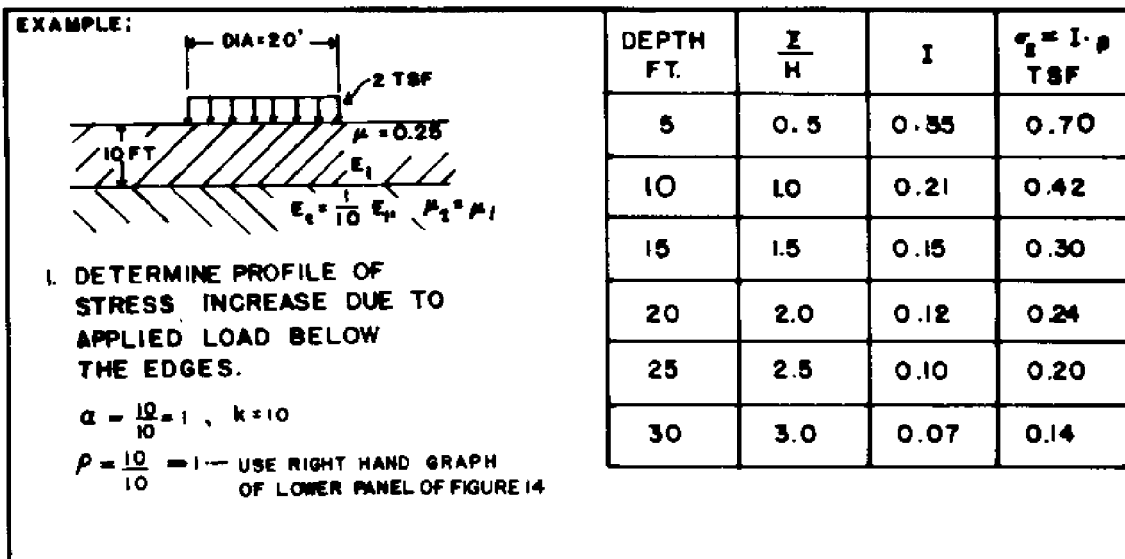 EXAMPLE:
DIA=20'
2 TSF
μ = 0.25
10 FT
E₁
E₂ = 1/10 E₁, μ₂ = μ₁
1. DETERMINE PROFILE OF
STRESS INCREASE DUE TO
APPLIED LOAD BELOW
THE EDGES.
α = 10/10 = 1 , k = 10
ρ = 10/10 = 1 — USE RIGHT HAND GRAPH
OF LOWER PANEL OF FIGURE 14
DEPTH FT. Z/H I σz = I·p TSF
5 0.5 0.35 0.70
10 1.0 0.21 0.42
15 1.5 0.15 0.30
20 2.0 0.12 0.24
25 2.5 0.10 0.20
30 3.0 0.07 0.14